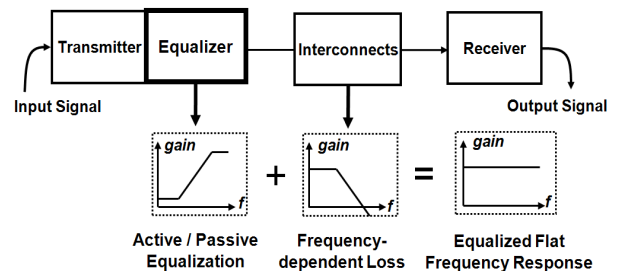 Transmitter
Equalizer
Interconnects
Receiver
Input Signal
Output Signal
gain
f
+
gain
f
=
gain
f
Active / Passive
Equalization
Frequency-
dependent Loss
Equalized Flat
Frequency Response